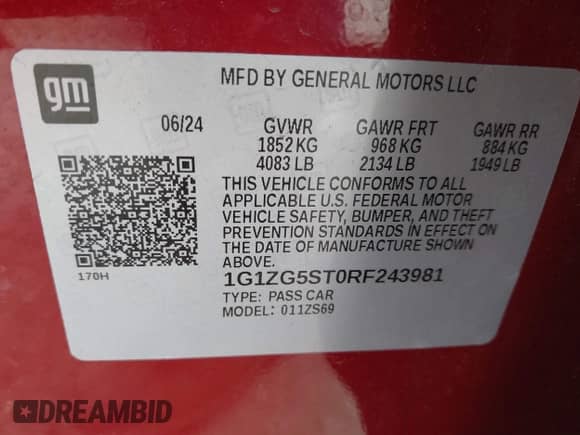 gm
MFD BY GENERAL MOTORS LLC
06/24 GVWR GAWR FRT GAWR RR
1852 KG 968 KG 884 KG
4083 LB 2134 LB 1949 LB
THIS VEHICLE CONFORMS TO ALL
APPLICABLE U.S. FEDERAL MOTOR
VEHICLE SAFETY, BUMPER, AND THEFT
PREVENTION STANDARDS IN EFFECT ON
THE DATE OF MANUFACTURE SHOWN
ABOVE.
170H
1G1ZG5ST0RF243981
TYPE: PASS CAR
MODEL: 011ZS69
DREAMBID